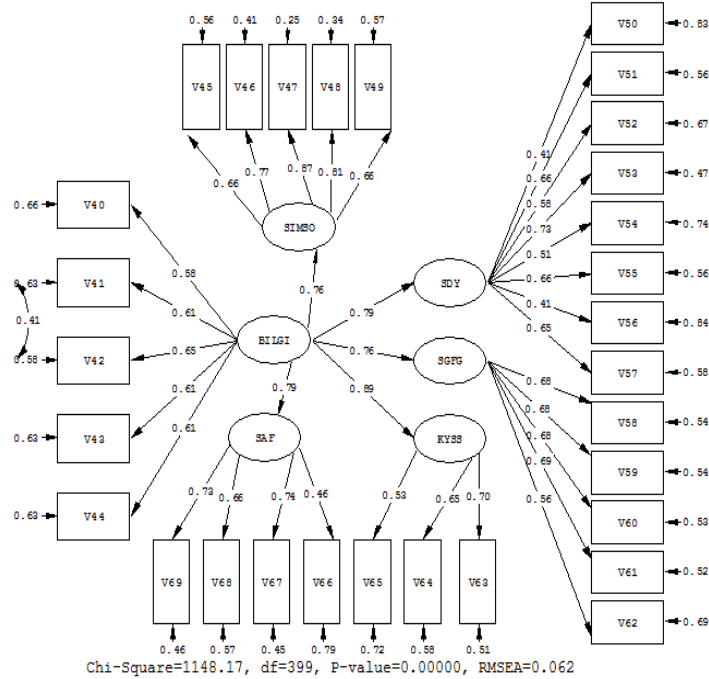 0.56 0.41 0.25 0.34 0.57
V45 V46 V47 V48 V49
0.66 0.77 0.87 0.81 0.66
SIMSO
0.76
V50 0.83
V51 0.56
V52 0.67
V53 0.47
V54 0.74
V55 0.56
V56 0.84
V57 0.58
V58 0.54
V59 0.54
V60 0.53
V61 0.52
V62 0.69
0.41
0.66
0.58
0.73
0.51
0.66
0.41
0.65
SDY
0.79
0.66 V40 0.58
0.63 V41 0.61
0.41
0.58 V42 0.65
0.63 V43 0.61
0.63 V44 0.61
BILGI
0.76
SGFG
0.68
0.68
0.68
0.69
0.56
0.79
0.89
SAF
KYSS
0.73 0.66 0.74 0.46
0.53 0.65 0.70
V69 V68 V67 V66 V65 V64 V63
0.46 0.57 0.45 0.79 0.72 0.58 0.51
Chi-Square=1148.17, df=399, P-value=0.00000, RMSEA=0.062